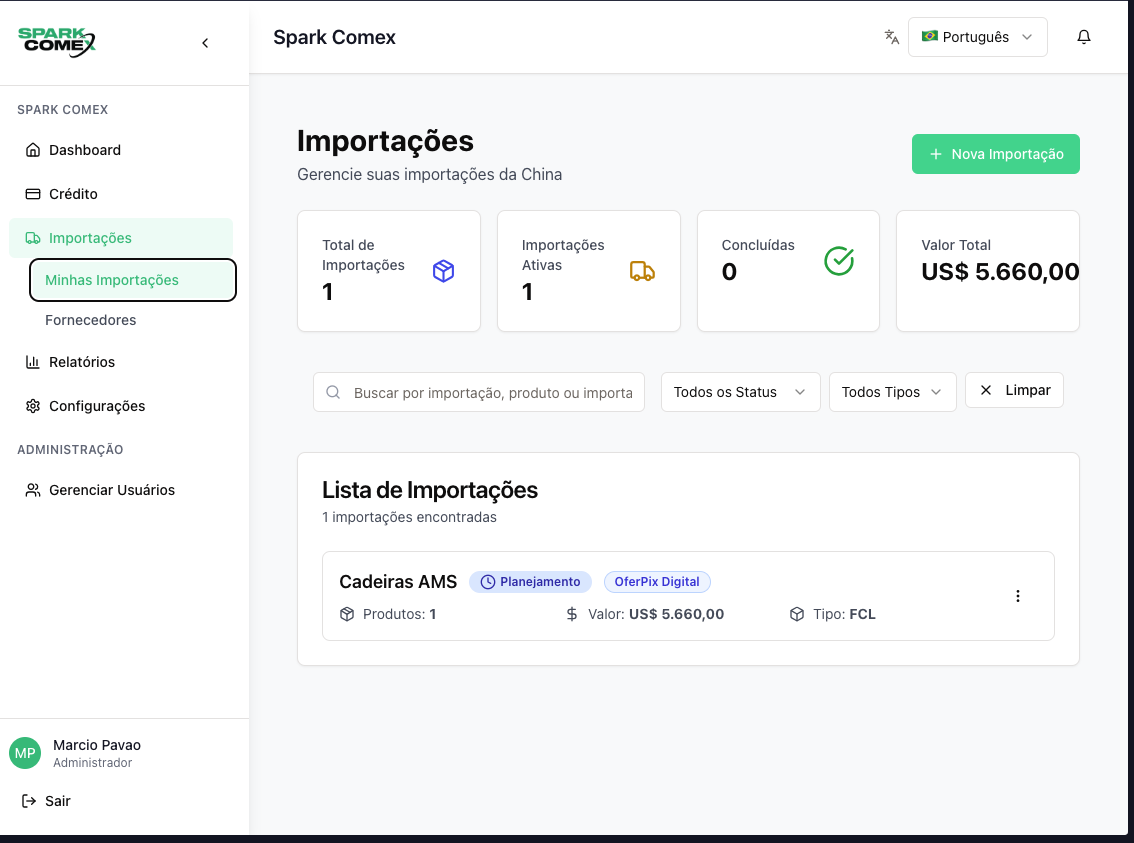 SPARK
COMEX
Spark Comex
Português
SPARK COMEX
Dashboard
Crédito
Importações
Minhas Importações
Fornecedores
Relatórios
Configurações
ADMINISTRAÇÃO
Gerenciar Usuários
MP
Marcio Pavao
Administrador
Sair
Importações
Gerencie suas importações da China
Nova Importação
Total de
Importações
1
Importações
Ativas
1
Concluídas
0
Valor Total
US$ 5.660,00
Buscar por importação, produto ou importa
Todos os Status
Todos Tipos
Limpar
Lista de Importações
1 importações encontradas
Cadeiras AMS Planejamento OferPix Digital
Produtos: 1 Valor: US$ 5.660,00 Tipo: FCL